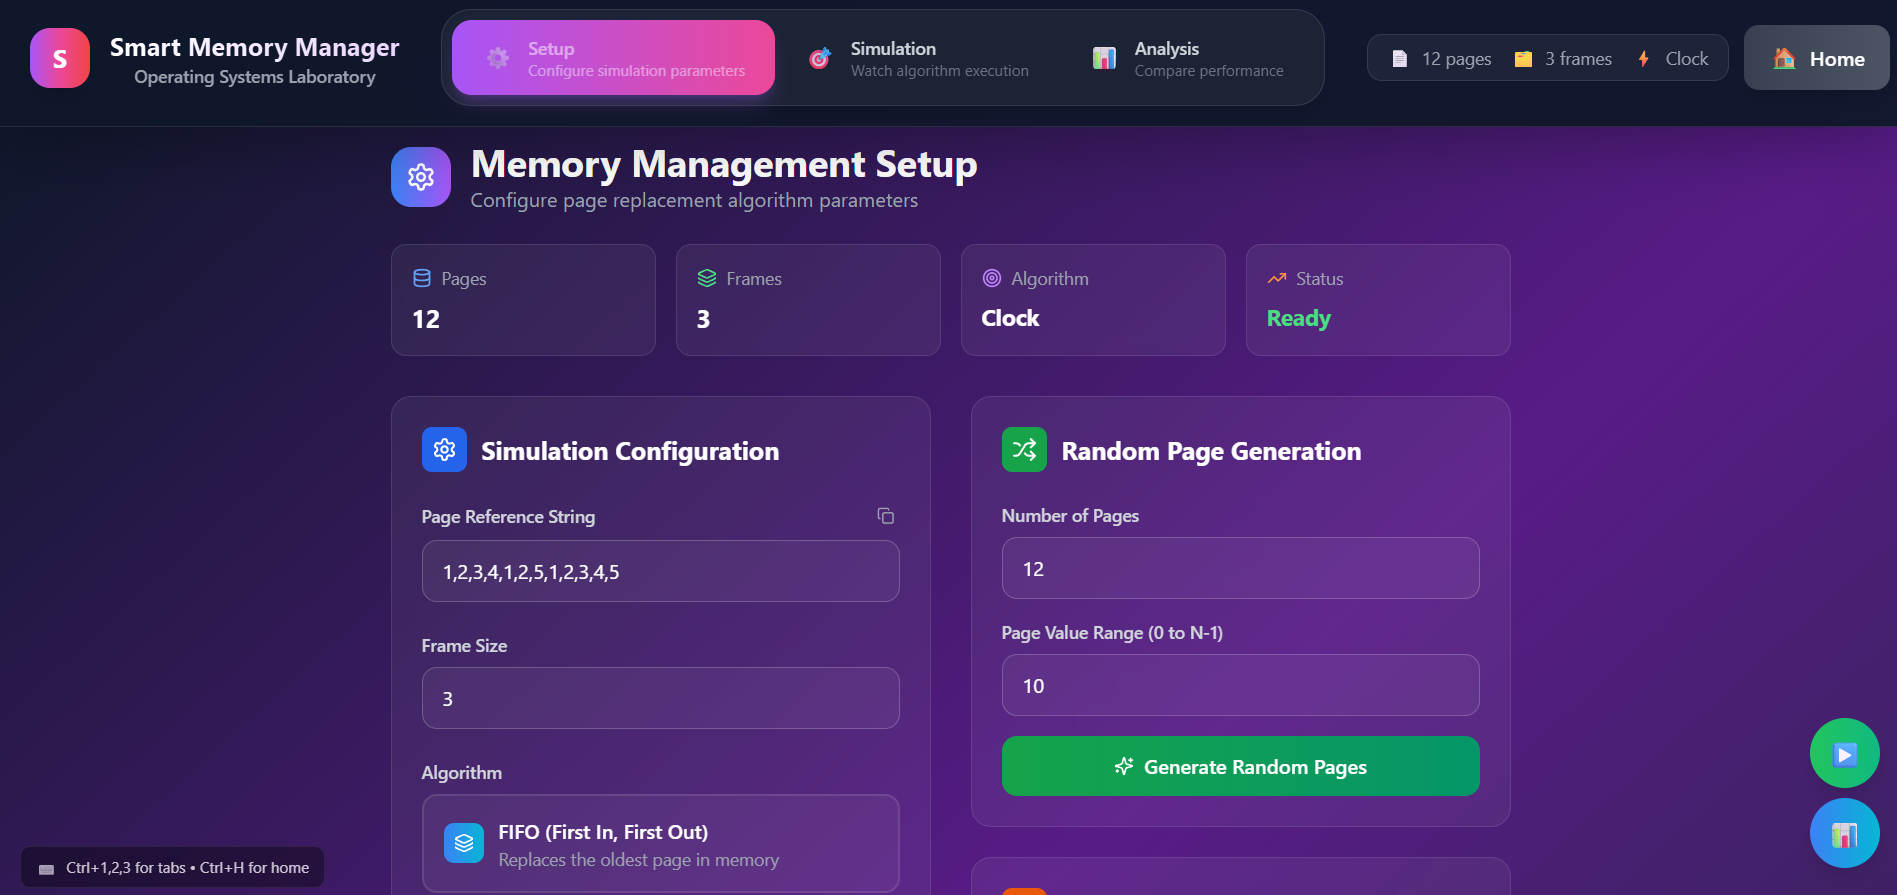 S
Smart Memory Manager
Operating Systems Laboratory
Setup
Configure simulation parameters
Simulation
Watch algorithm execution
Analysis
Compare performance
12 pages
3 frames
Clock
Home
Memory Management Setup
Configure page replacement algorithm parameters
Pages
12
Frames
3
Algorithm
Clock
Status
Ready
Simulation Configuration
Page Reference String
1,2,3,4,1,2,5,1,2,3,4,5
Frame Size
3
Algorithm
FIFO (First In, First Out)
Replaces the oldest page in memory
Random Page Generation
Number of Pages
12
Page Value Range (0 to N-1)
10
Generate Random Pages
Ctrl+1,2,3 for tabs • Ctrl+H for home